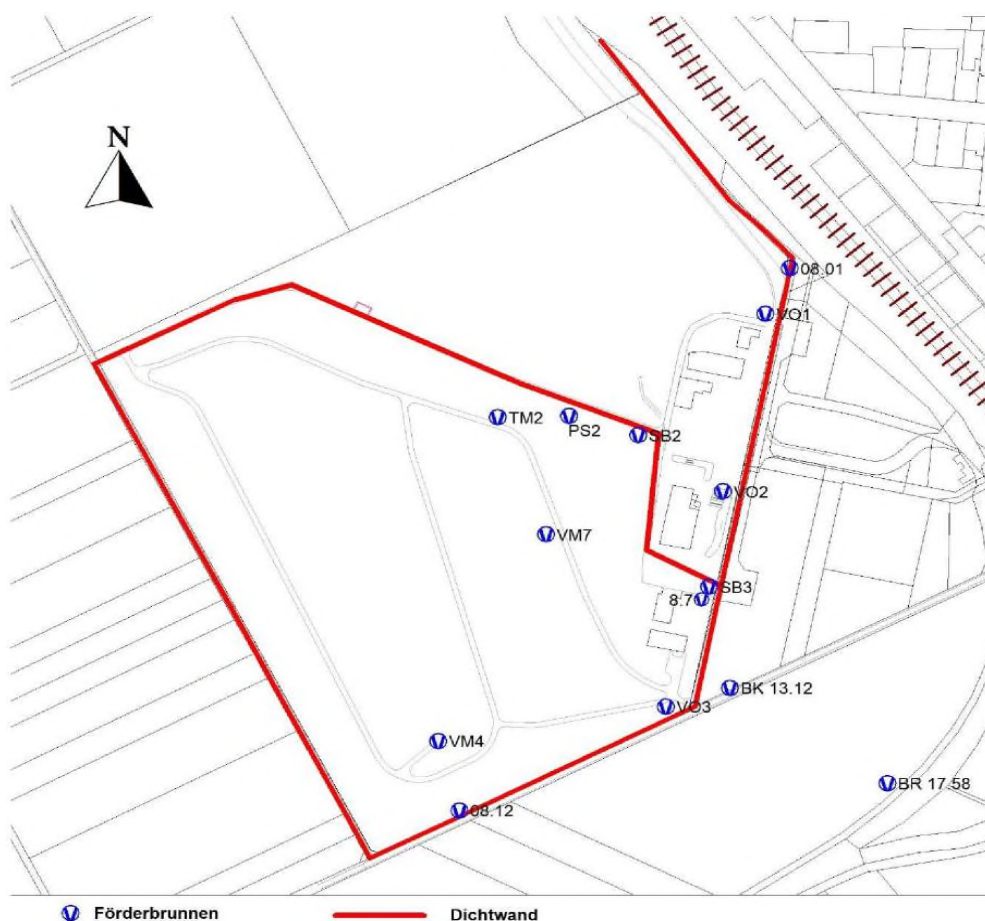 N
08.01
VO1
TM2
PS2
SB2
VO2
VM7
SB3
8.7
BK 13.12
VO3
VM4
BR 17.58
08.12
Förderbrunnen
Dichtwand